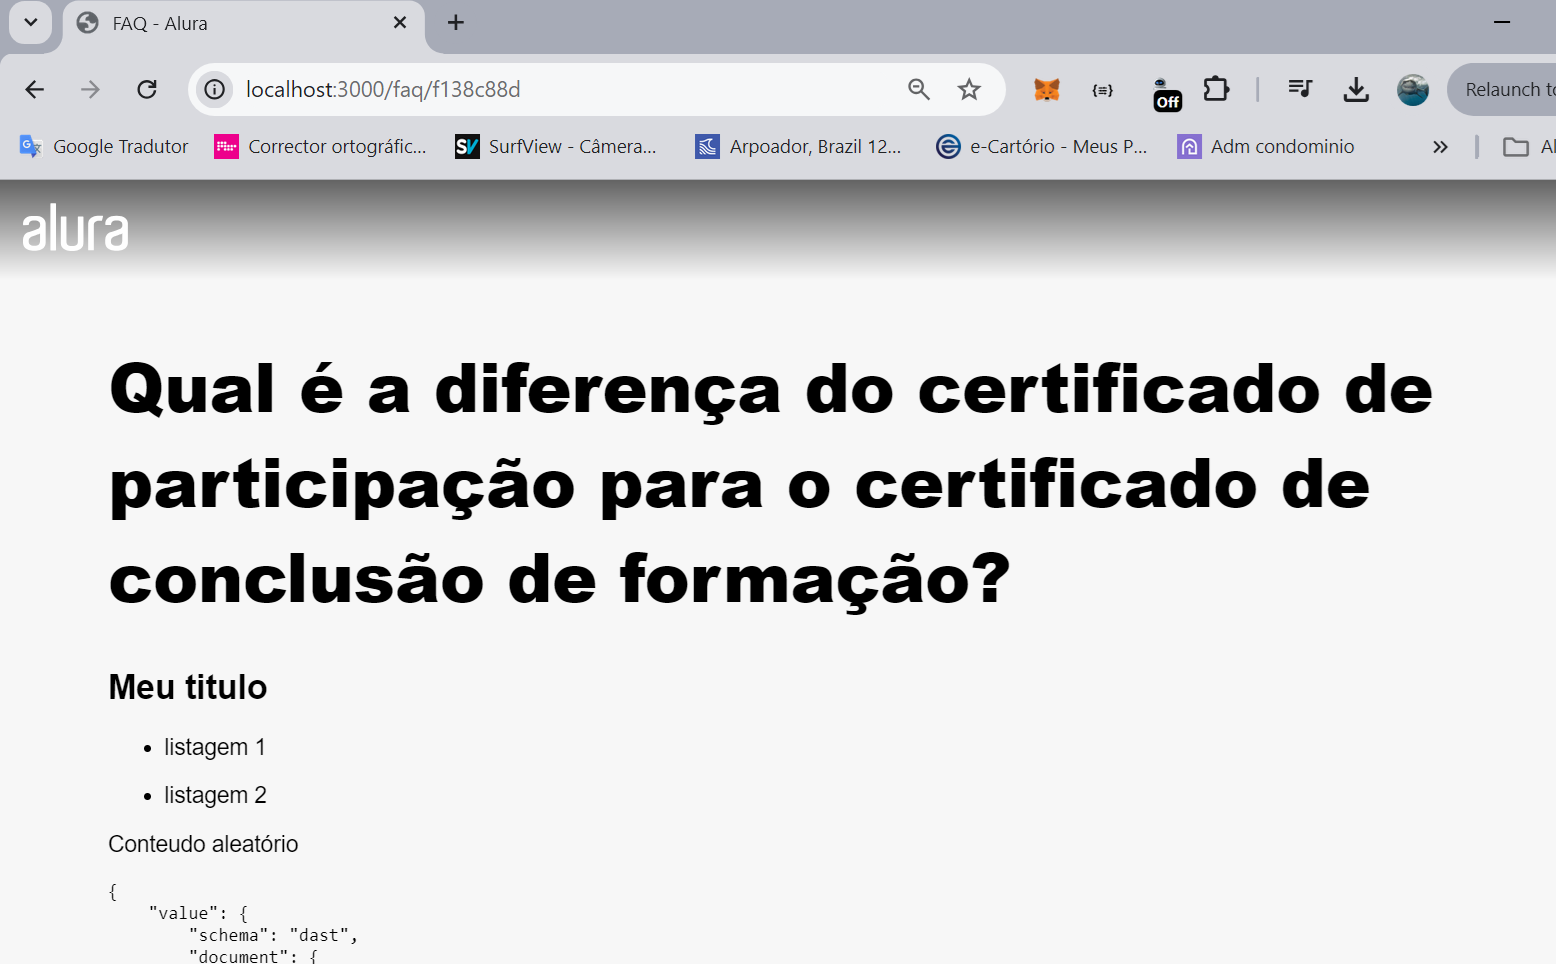 FAQ - Alura
localhost:3000/faq/f138c88d
Off
Relaunch to
Google Tradutor
Corrector ortográfic...
SV
SurfView - Câmera...
Arpoador, Brazil 12...
e-Cartório - Meus P...
Adm condominio
Al
alura
Qual é a diferença do certificado de
participação para o certificado de
conclusão de formação?
Meu titulo
• listagem 1
• listagem 2
Conteudo aleatório
{
"value": {
"schema": "dast",
"document": {